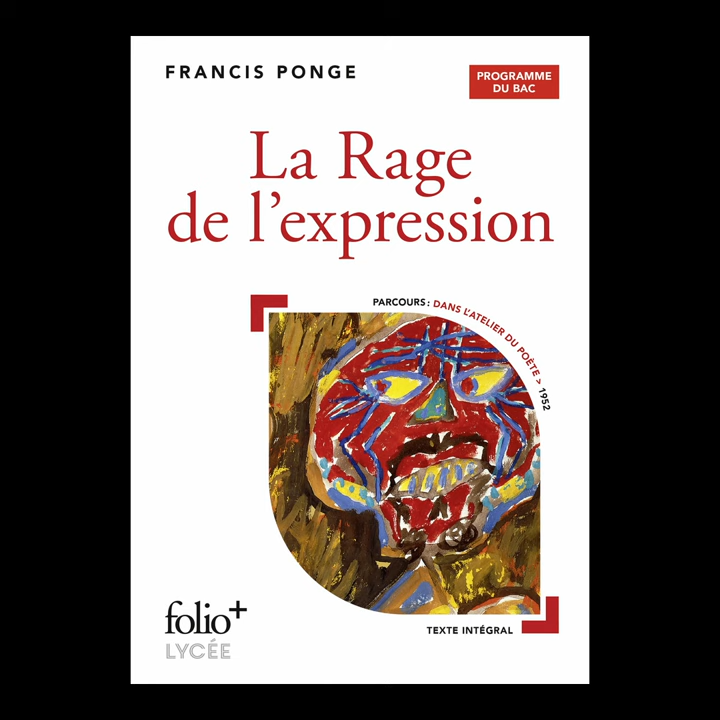 FRANCIS PONGE
PROGRAMME
DU BAC
La Rage
de l'expression
PARCOURS : DANS L'ATELIER DU POÈTE > 1952
folio+
LYCÉE
TEXTE INTÉGRAL